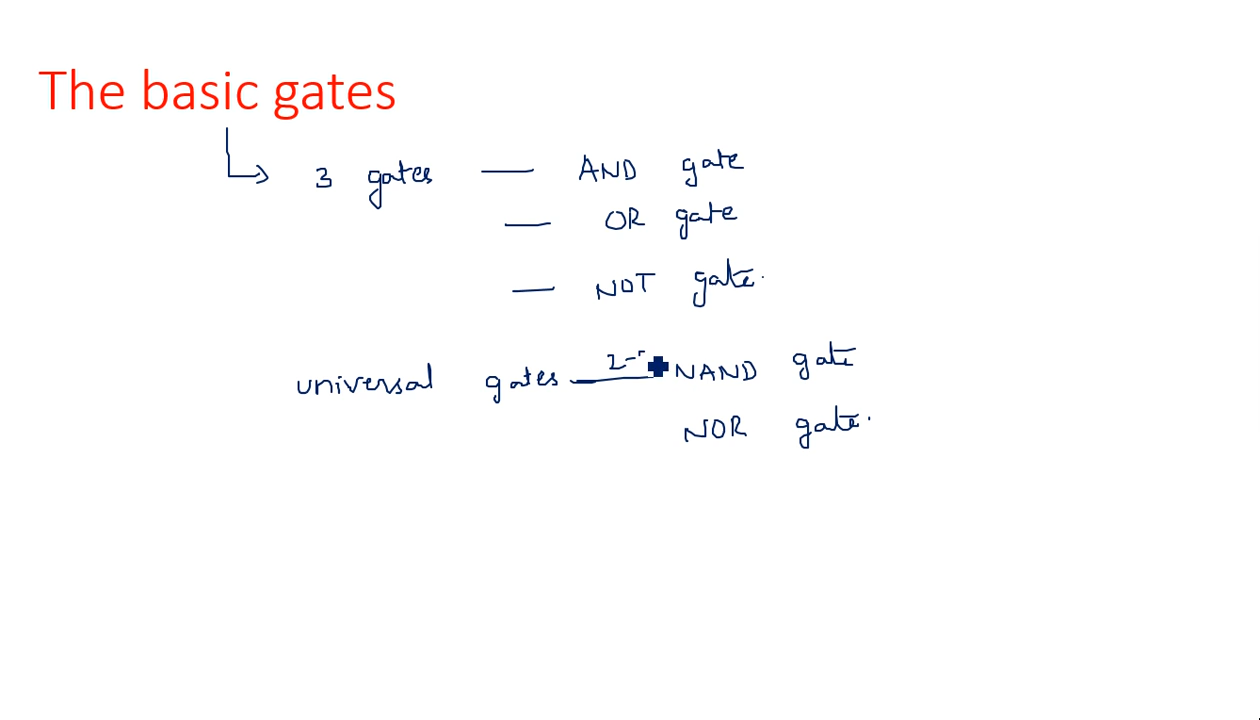 The basic gates
3 gates — AND gate
— OR gate
— NOT gate.
universal gates — NAND gate
NOR gate.